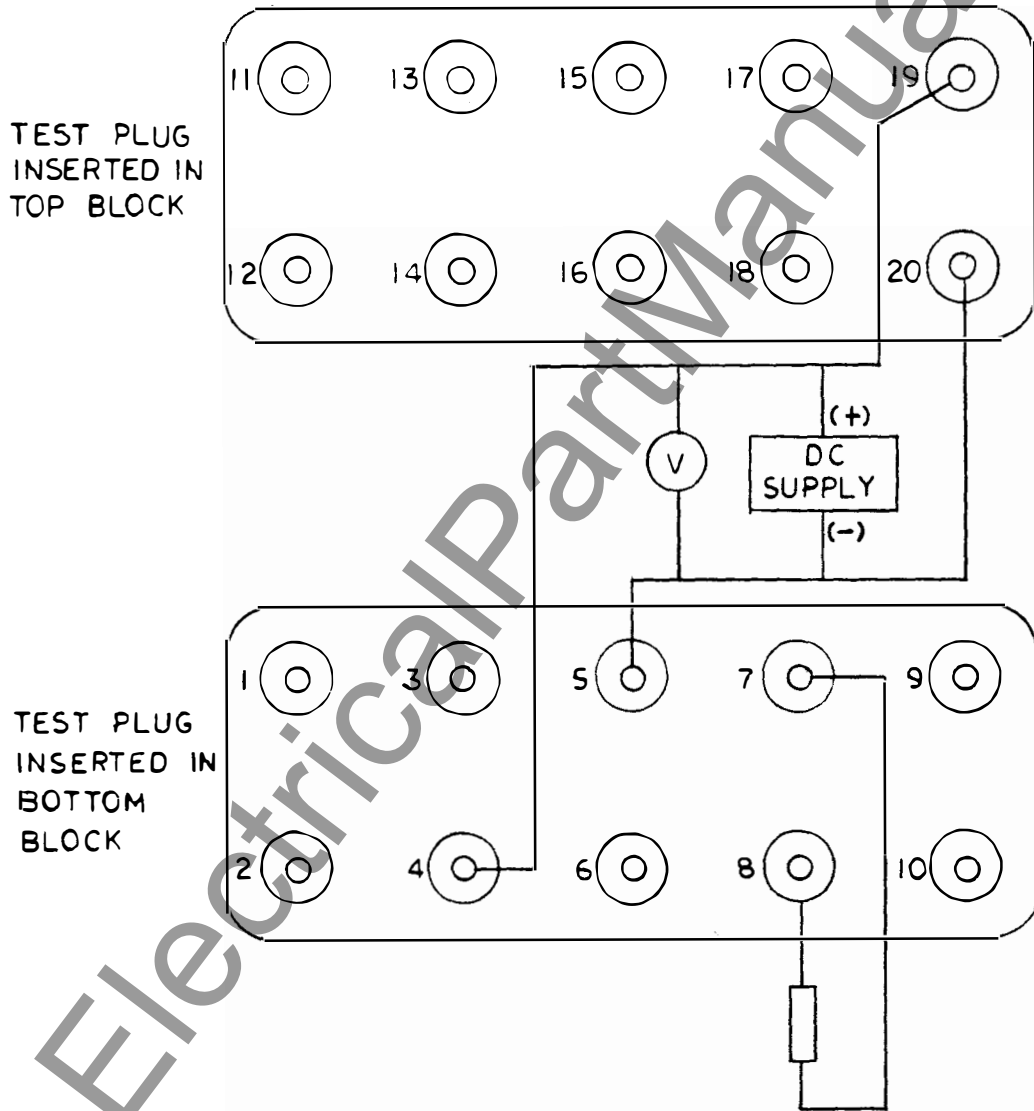 11 13 15 17 19
TEST PLUG
INSERTED IN
TOP BLOCK
12 14 16 18 20
(+)
V
DC
SUPPLY
(-)
1 3 5 7 9
TEST PLUG
INSERTED IN
BOTTOM
BLOCK
2 4 6 8 10
ElectricalPartManua